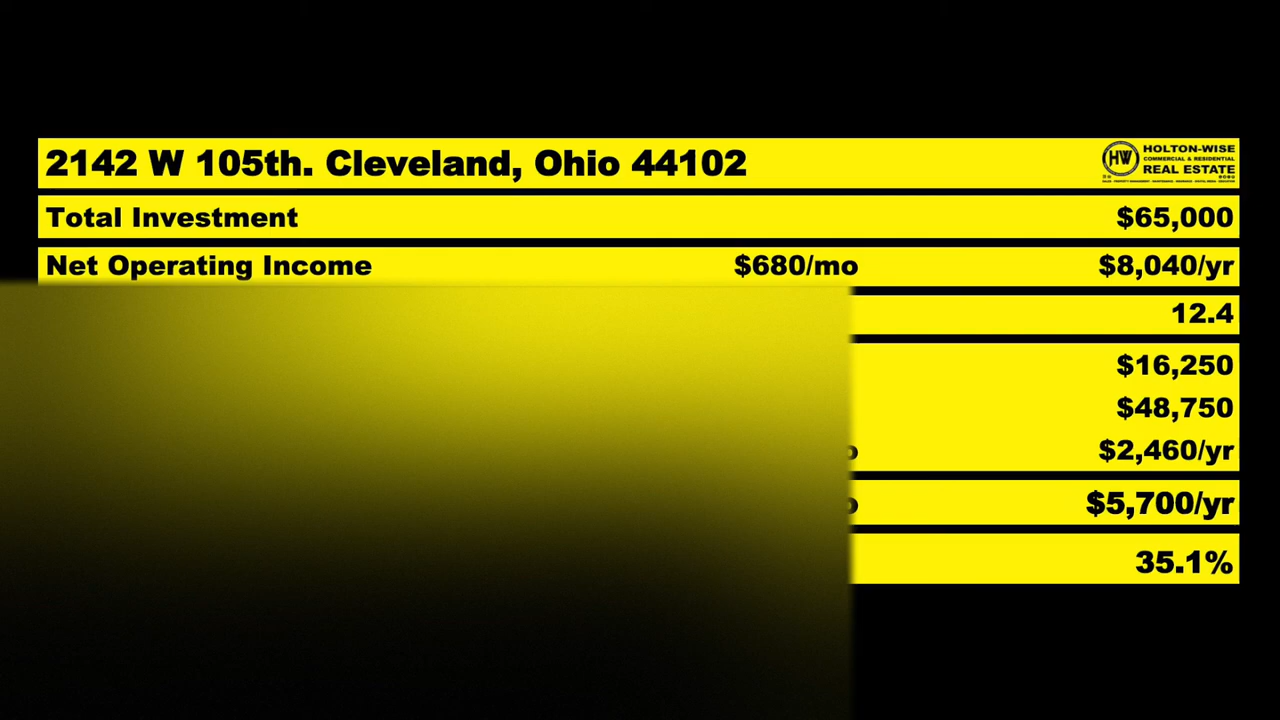 2142 W 105th. Cleveland, Ohio 44102
HW
HOLTON-WISE
COMMERCIAL & RESIDENTIAL
REAL ESTATE
Total Investment $65,000
Net Operating Income $680/mo $8,040/yr
12.4
$16,250
$48,750
$2,460/yr
$5,700/yr
35.1%